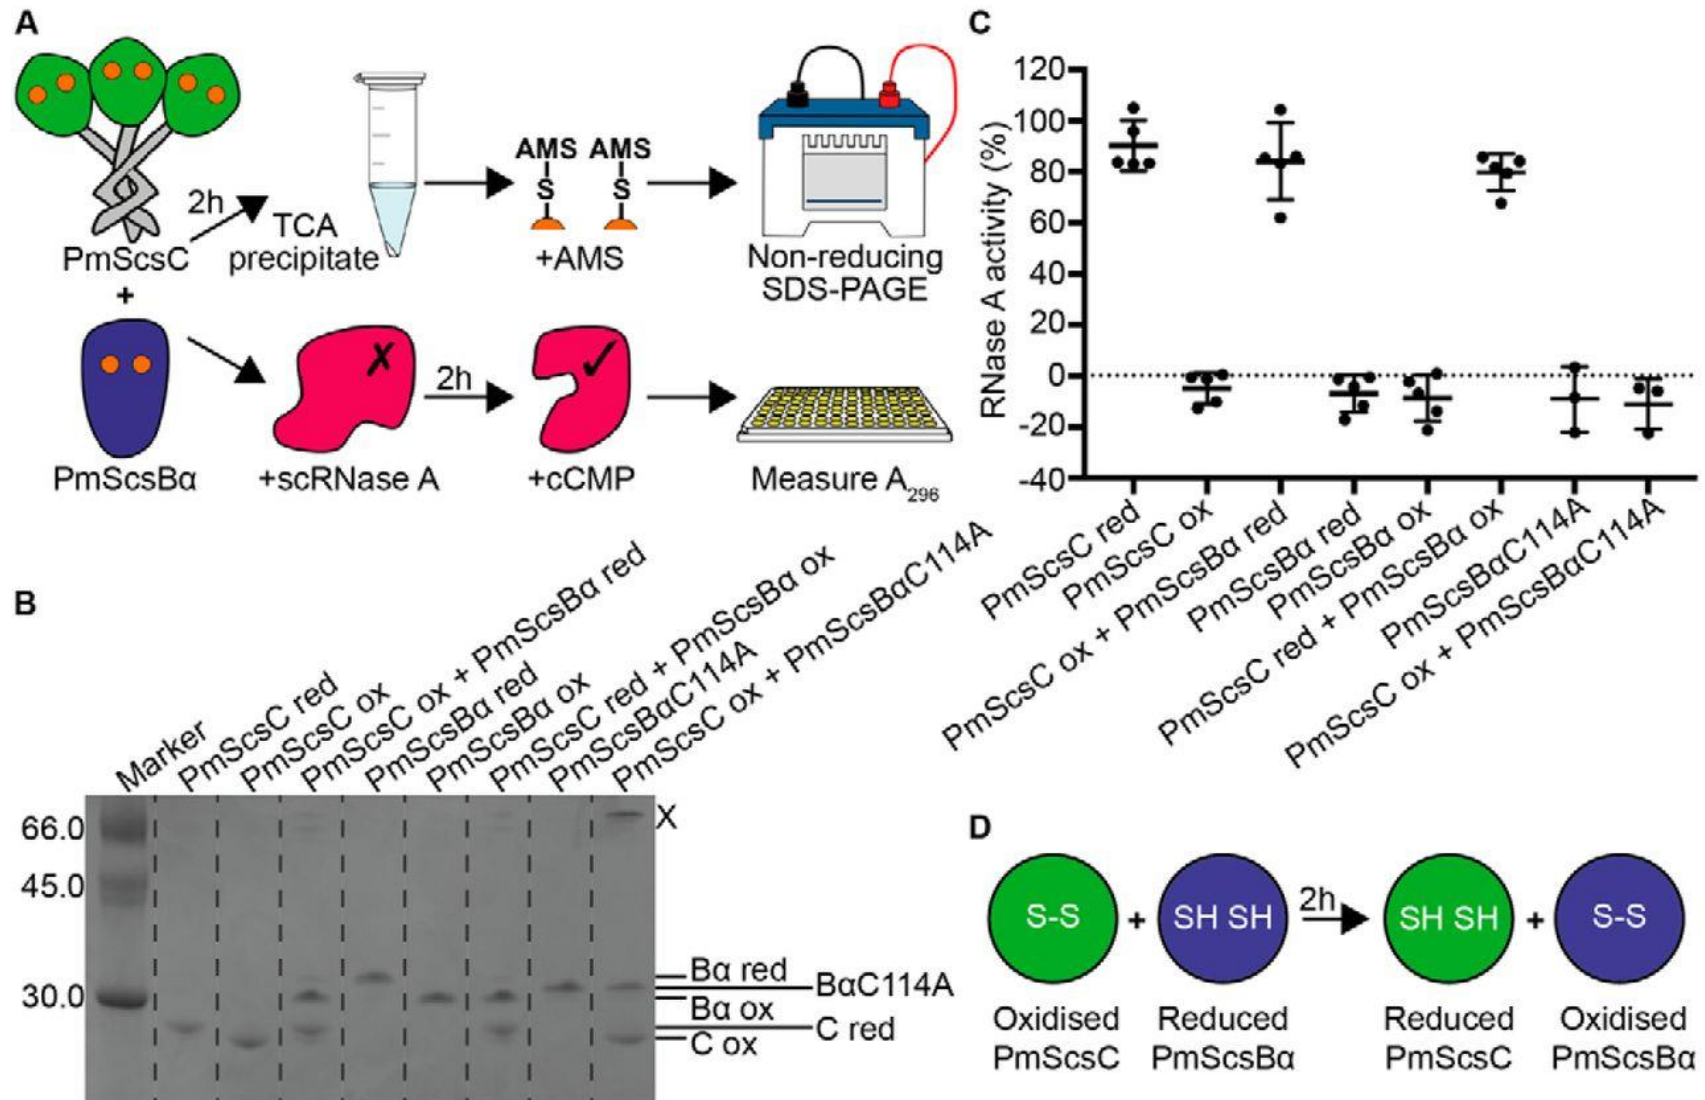 A
2h
TCA
precipitate
PmScsC
+
AMS AMS
S S
+AMS
Non-reducing
SDS-PAGE
PmScsBα
✗
+scRNase A
2h
✓
+cCMP
Measure A296
B
Marker
PmScsC red
PmScsC ox
PmScsC ox + PmScsBα red
PmScsBα red
PmScsBα ox
PmScsC red + PmScsBα ox
PmScsBαC114A
PmScsC ox + PmScsBαC114A
66.0
45.0
30.0
X
Bα red
BαC114A
Bα ox
C red
C ox
C
RNase A activity (%)
120
100
80
60
40
20
0
-20
-40
PmScsC red
PmScsC ox
PmScsC ox + PmScsBα red
PmScsBα red
PmScsBα ox
PmScsC red + PmScsBα ox
PmScsBαC114A
PmScsC ox + PmScsBαC114A
D
S-S + SH SH 2h SH SH + S-S
Oxidised
PmScsC
Reduced
PmScsBα
Reduced
PmScsC
Oxidised
PmScsBα